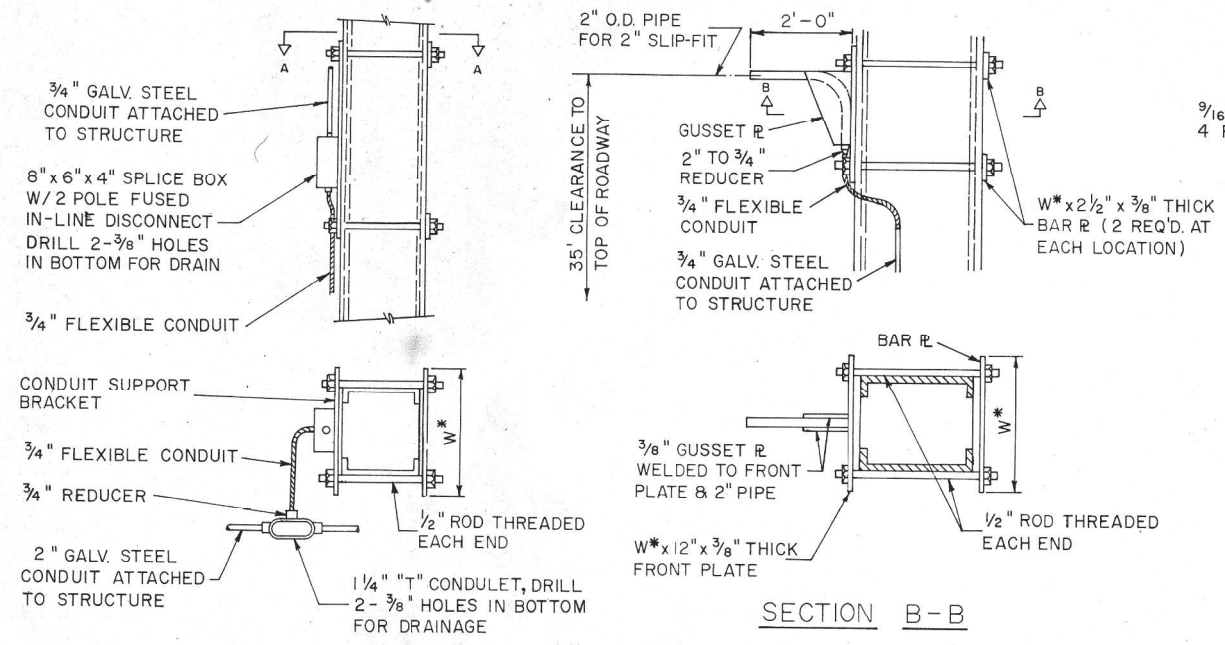 A
A
3/4" GALV. STEEL
CONDUIT ATTACHED
TO STRUCTURE
8" x 6" x 4" SPLICE BOX
W/ 2 POLE FUSED
IN-LINE DISCONNECT
DRILL 2-3/8" HOLES
IN BOTTOM FOR DRAIN
3/4" FLEXIBLE CONDUIT
2" O.D. PIPE
FOR 2" SLIP-FIT
2'-0"
35' CLEARANCE TO
TOP OF ROADWAY
B
B
GUSSET ℄
2" TO 3/4"
REDUCER
3/4" FLEXIBLE
CONDUIT
3/4" GALV. STEEL
CONDUIT ATTACHED
TO STRUCTURE
W* x 2 1/2" x 3/8" THICK
BAR ℄ (2 REQ'D. AT
EACH LOCATION)
9/16
4
CONDUIT SUPPORT
BRACKET
3/4" FLEXIBLE CONDUIT
3/4" REDUCER
2" GALV. STEEL
CONDUIT ATTACHED
TO STRUCTURE
W*
1/2" ROD THREADED
EACH END
1 1/4" "T" CONDULET, DRILL
2- 3/8" HOLES IN BOTTOM
FOR DRAINAGE
BAR ℄
W*
3/8" GUSSET ℄
WELDED TO FRONT
PLATE & 2" PIPE
W* x 12" x 3/8" THICK
FRONT PLATE
1/2" ROD THREADED
EACH END
SECTION B-B